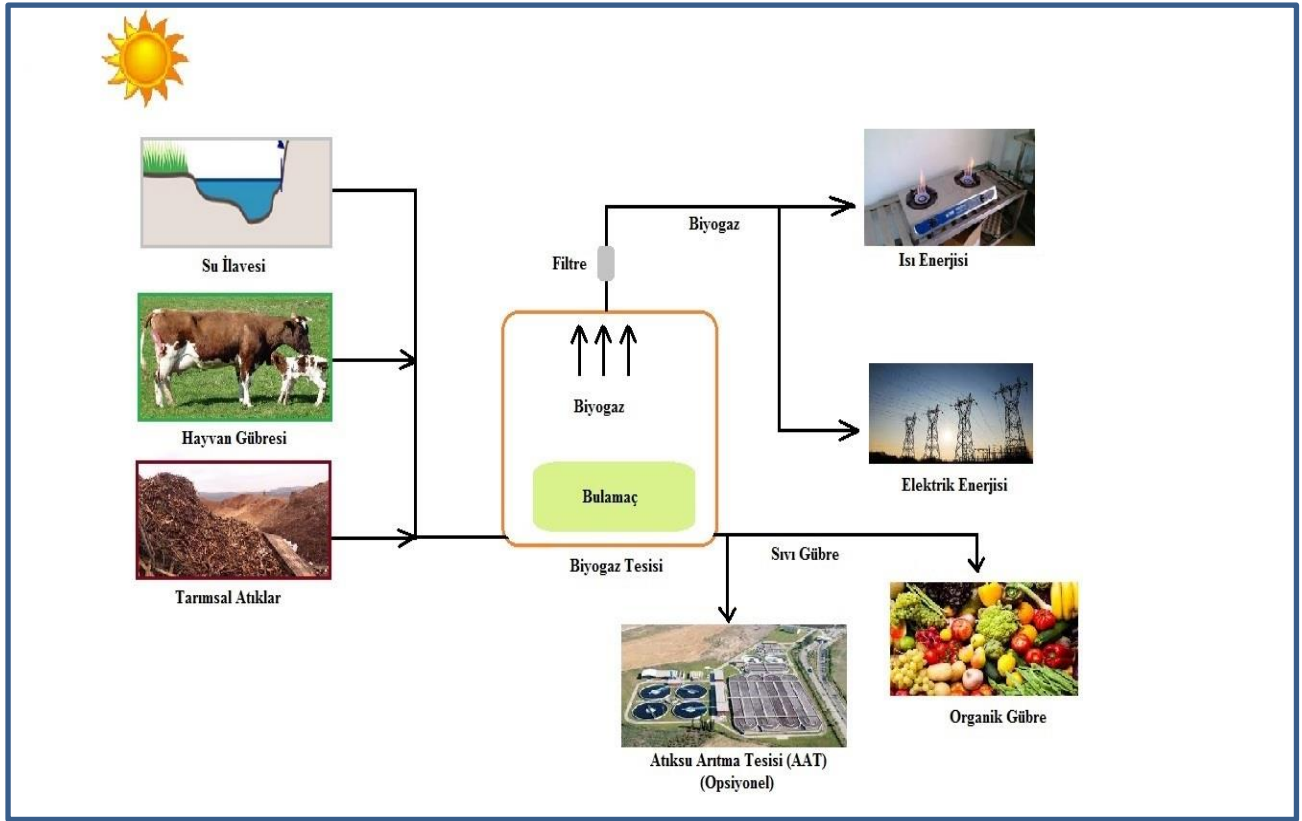 Su İlavesi
Hayvan Gübresi
Tarımsal Atıklar
Filtre
Biyogaz
Biyogaz
Bulamaç
Biyogaz Tesisi
Isı Enerjisi
Elektrik Enerjisi
Sıvı Gübre
Organik Gübre
Atıksu Arıtma Tesisi (AAT)
(Opsiyonel)